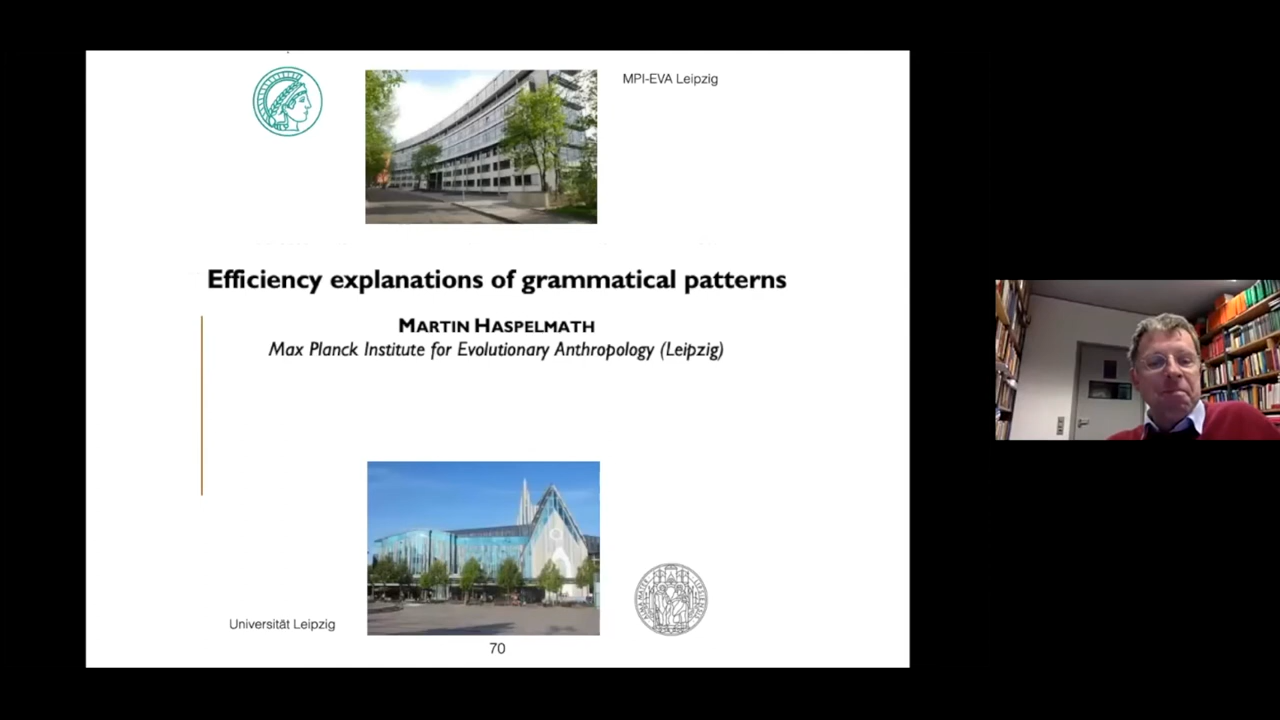 MPI-EVA Leipzig
Efficiency explanations of grammatical patterns
MARTIN HASPELMATH
Max Planck Institute for Evolutionary Anthropology (Leipzig)
Universität Leipzig
70